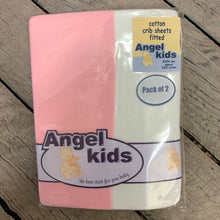 cotton
crib sheets
fitted
Angel
kids
Pack of 2
Angel
kids
the best start for your baby